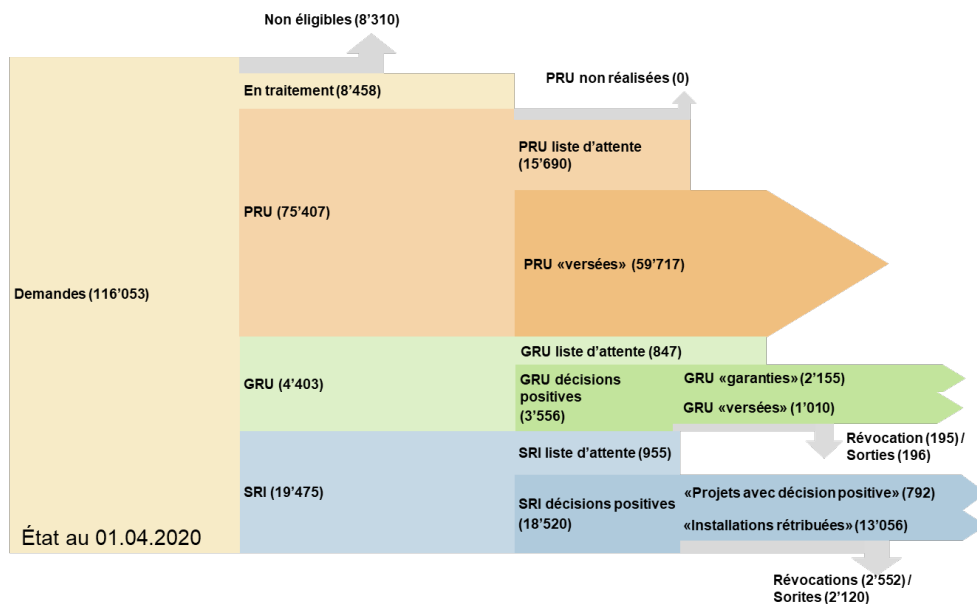 Non éligibles (8’310)
En traitement (8’458)
PRU non réalisées (0)
PRU liste d’attente
(15’690)
PRU (75’407)
PRU «versées» (59’717)
Demandes (116’053)
GRU liste d’attente (847)
GRU (4’403)
GRU décisions
positives
(3’556)
GRU «garanties» (2’155)
GRU «versées» (1’010)
Révocation (195)/
Sorties (196)
SRI liste d’attente (955)
SRI (19’475)
SRI décisions positives
(18’520)
«Projets avec décision positive» (792)
«Installations rétribuées» (13’056)
État au 01.04.2020
Révocations (2’552) /
Sorites (2’120)